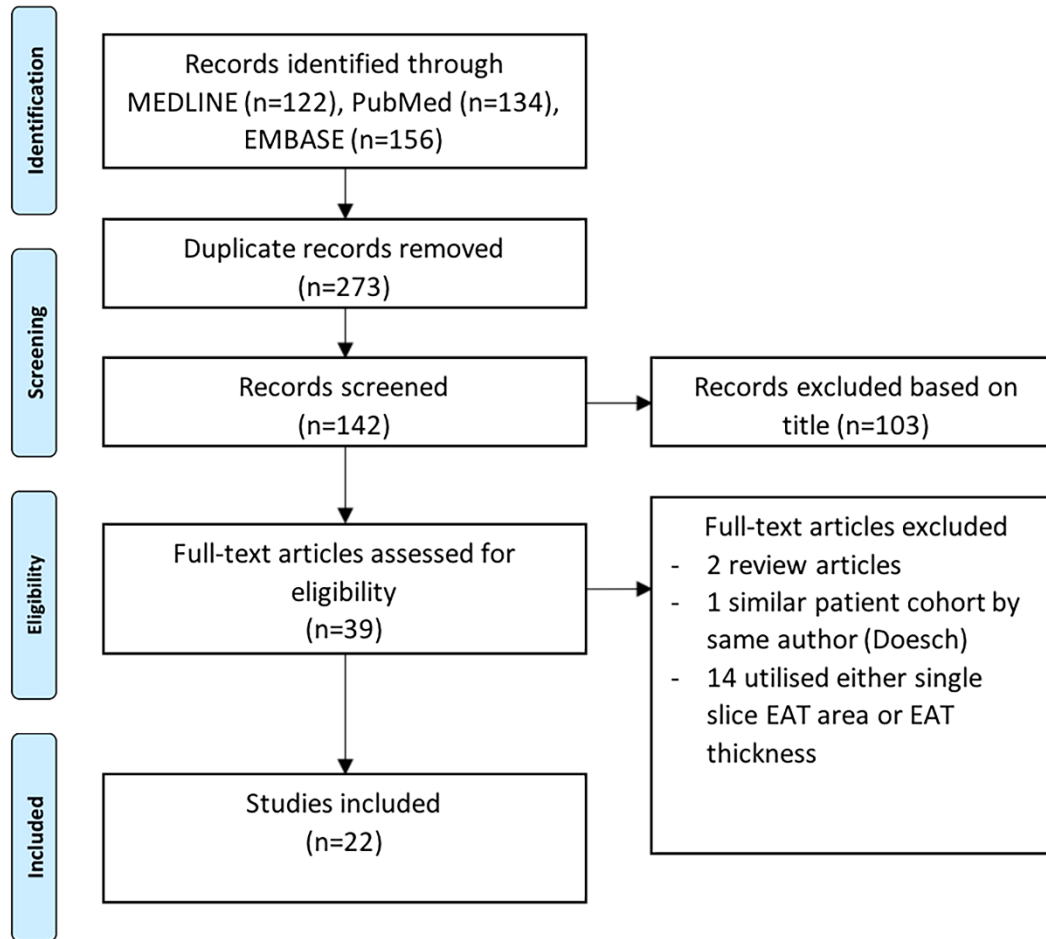 Identification
Records identified through
MEDLINE (n=122), PubMed (n=134),
EMBASE (n=156)
Duplicate records removed
(n=273)
Screening
Records screened
(n=142)
Records excluded based on
title (n=103)
Eligibility
Full-text articles assessed for
eligibility
(n=39)
Full-text articles excluded
- 2 review articles
- 1 similar patient cohort by
same author (Doesch)
- 14 utilised either single
slice EAT area or EAT
thickness
Included
Studies included
(n=22)